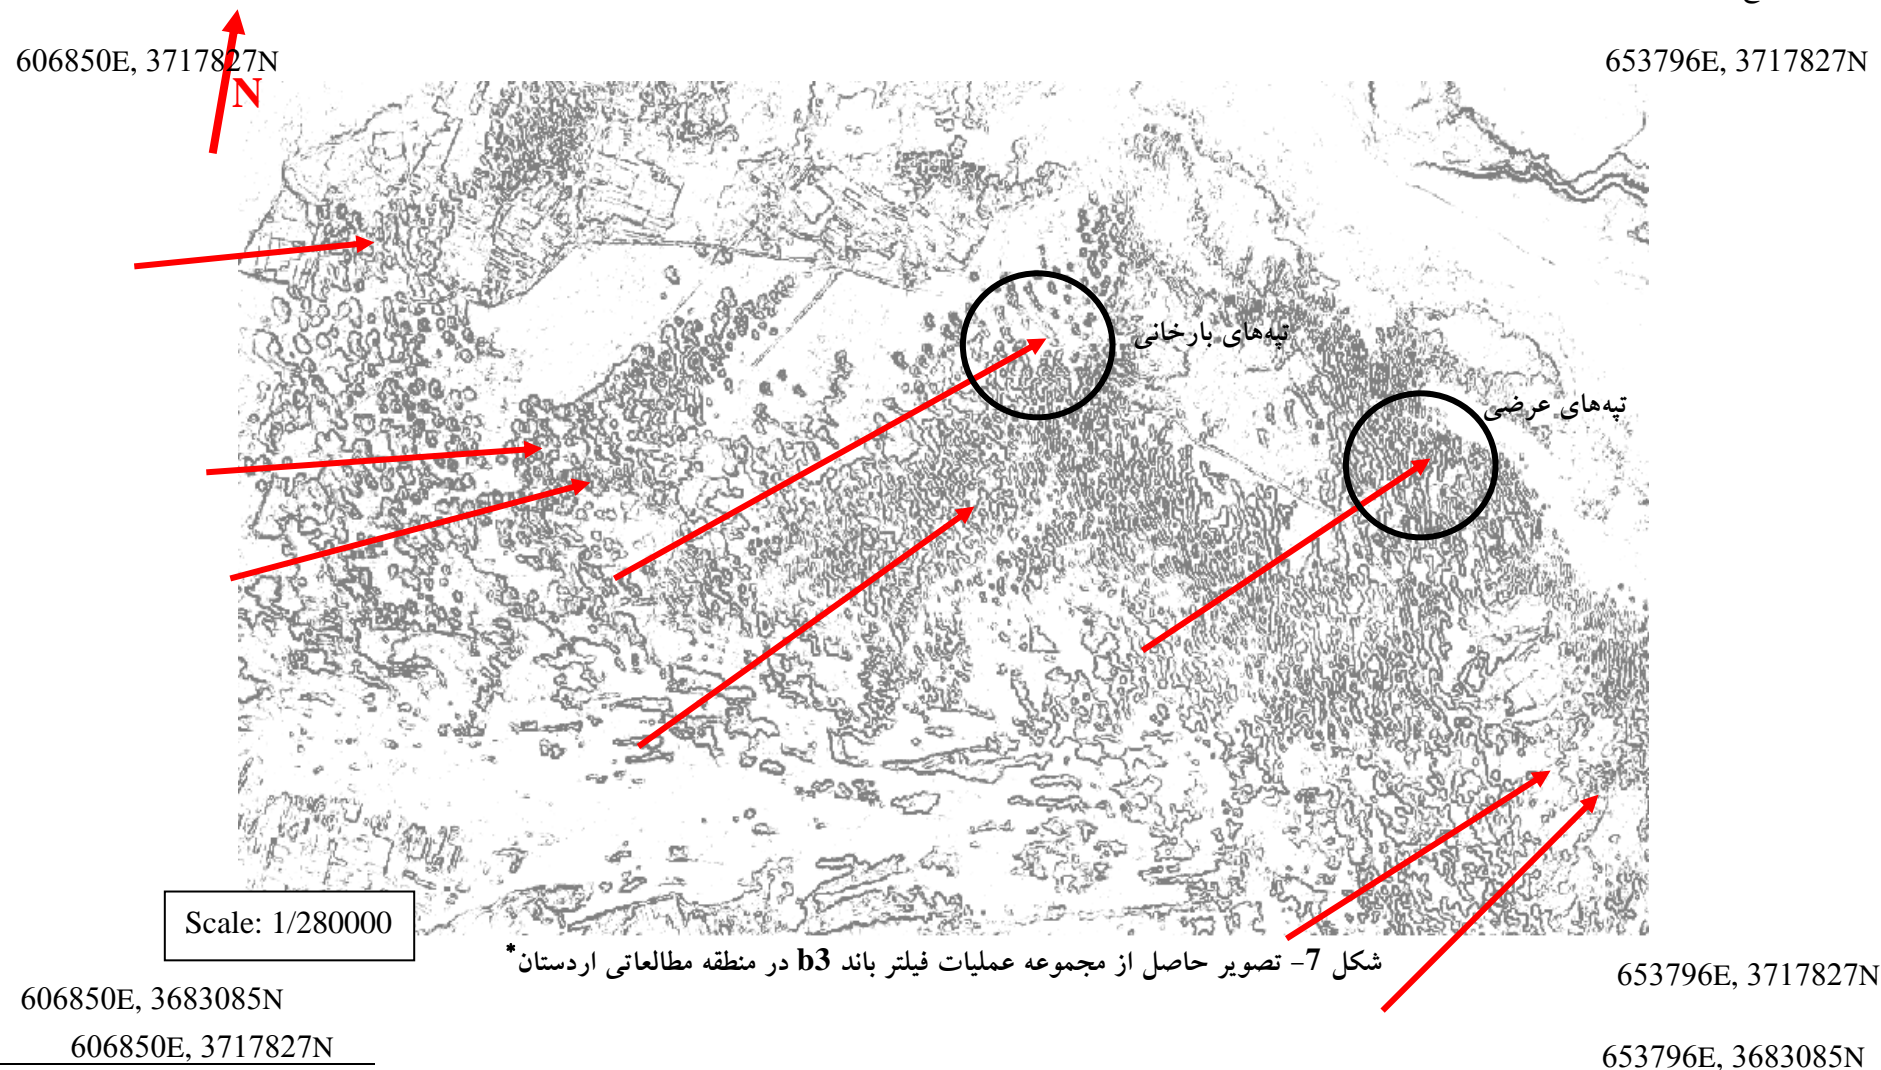 606850E, 3717827N
653796E, 3717827N
N
تپه‌های بارخانی
تپه‌های عرضی
Scale: 1/280000
شکل 7- تصویر حاصل از مجموعه عملیات فیلتر باند b3 در منطقه مطالعاتی اردستان*
653796E, 3717827N
606850E, 3683085N
606850E, 3717827N
653796E, 3683085N